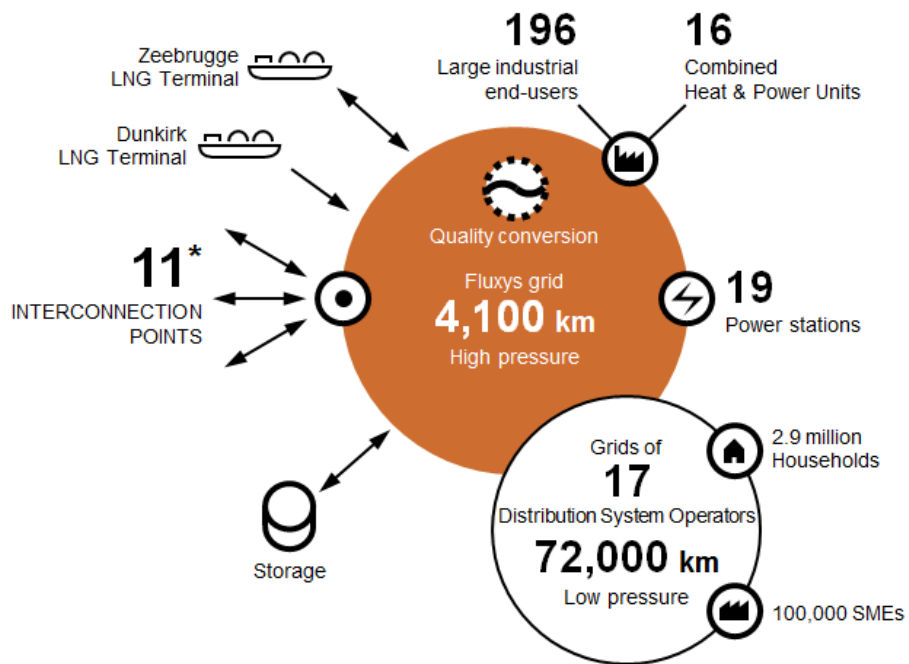 Zeebrugge
LNG Terminal
Dunkirk
LNG Terminal
11*
INTERCONNECTION
POINTS
Storage
196
Large industrial
end-users
16
Combined
Heat & Power Units
Quality conversion
Fluxys grid
4,100 km
High pressure
19
Power stations
Grids of
17
Distribution System Operators
72,000 km
Low pressure
2.9 million
Households
100,000 SMEs